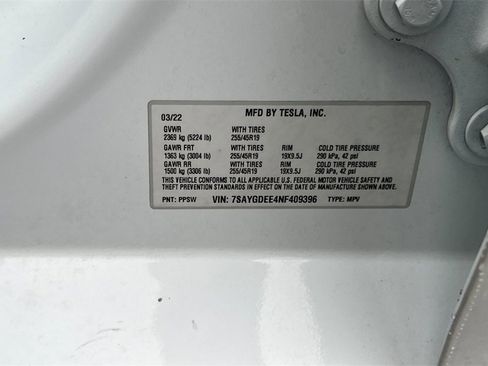 03/22 MFD BY TESLA, INC.
GVWR WITH TIRES
2369 kg (5224 lb) 255/45R19
GAWR FRT WITH TIRES RIM COLD TIRE PRESSURE
1363 kg (3004 lb) 255/45R19 19X9.5J 290 kPa, 42 psi
GAWR RR WITH TIRES RIM COLD TIRE PRESSURE
1500 kg (3306 lb) 255/45R19 19X9.5J 290 kPa, 42 psi
THIS VEHICLE CONFORMS TO ALL APPLICABLE U.S. FEDERAL MOTOR VEHICLE SAFETY AND
THEFT PREVENTION STANDARDS IN EFFECT ON THE DATE OF MANUFACTURE SHOWN ABOVE.
PNT: PPSW VIN: 7SAYGDEE4NF409396 TYPE: MPV